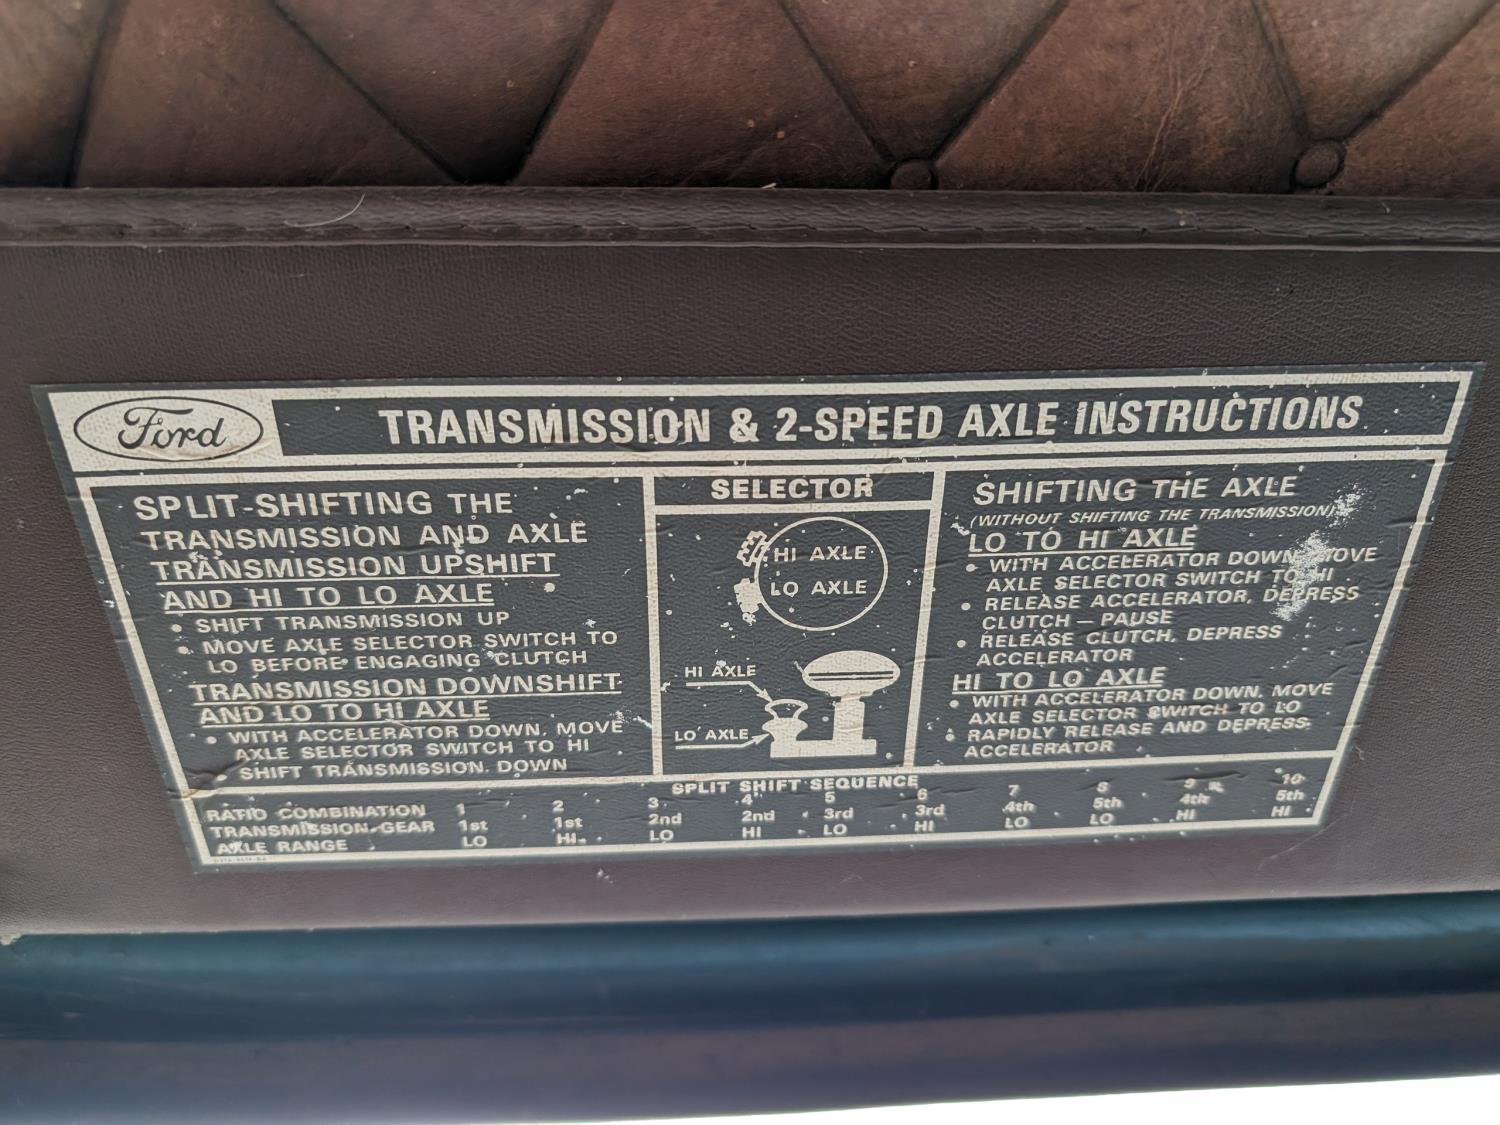 Ford
TRANSMISSION & 2-SPEED AXLE INSTRUCTIONS
SPLIT-SHIFTING THE
TRANSMISSION AND AXLE
TRANSMISSION UPSHIFT
AND HI TO LO AXLE
• SHIFT TRANSMISSION UP
• MOVE AXLE SELECTOR SWITCH TO
LO BEFORE ENGAGING CLUTCH
TRANSMISSION DOWNSHIFT
AND LO TO HI AXLE
• WITH ACCELERATOR DOWN, MOVE
AXLE SELECTOR SWITCH TO HI
• SHIFT TRANSMISSION DOWN
SELECTOR
HI AXLE
LO AXLE
HI AXLE
LO AXLE
SHIFTING THE AXLE
(WITHOUT SHIFTING THE TRANSMISSION)
LO TO HI AXLE
• WITH ACCELERATOR DOWN, MOVE
AXLE SELECTOR SWITCH TO HI
• RELEASE ACCELERATOR, DEPRESS
CLUTCH – PAUSE
• RELEASE CLUTCH, DEPRESS
ACCELERATOR
HI TO LO AXLE
• WITH ACCELERATOR DOWN, MOVE
AXLE SELECTOR SWITCH TO LO
• RAPIDLY RELEASE AND DEPRESS
ACCELERATOR
SPLIT SHIFT SEQUENCE
RATIO COMBINATION 1 2 3 4 5 6 7 8 9 10
TRANSMISSION GEAR 1st 1st 2nd 2nd 3rd 3rd 4th 5th 4th 5th
AXLE RANGE LO HI LO HI LO HI LO LO HI HI